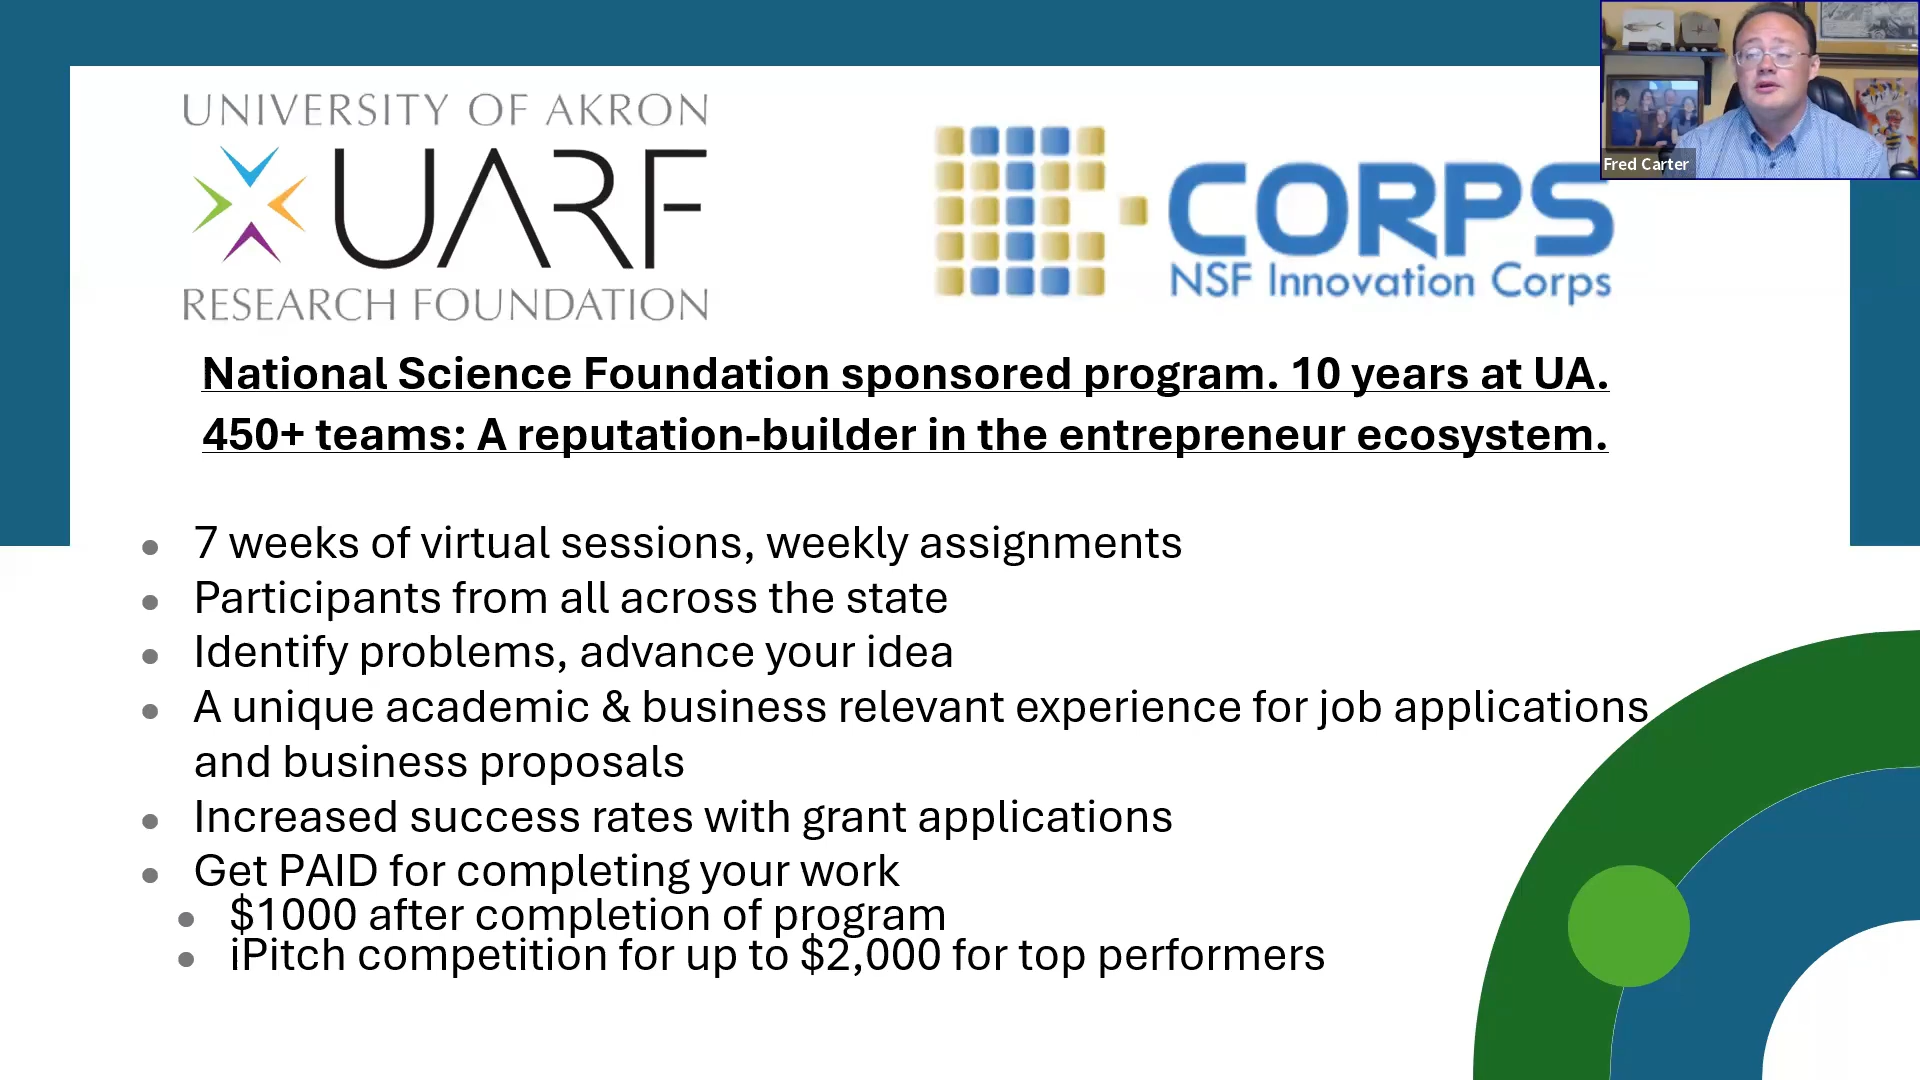 UNIVERSITY OF AKRON
UARF
RESEARCH FOUNDATION
I-CORPS
NSF Innovation Corps
Fred Carter
National Science Foundation sponsored program. 10 years at UA.
450+ teams: A reputation-builder in the entrepreneur ecosystem.
• 7 weeks of virtual sessions, weekly assignments
• Participants from all across the state
• Identify problems, advance your idea
• A unique academic & business relevant experience for job applications
and business proposals
• Increased success rates with grant applications
• Get PAID for completing your work
• $1000 after completion of program
• iPitch competition for up to $2,000 for top performers